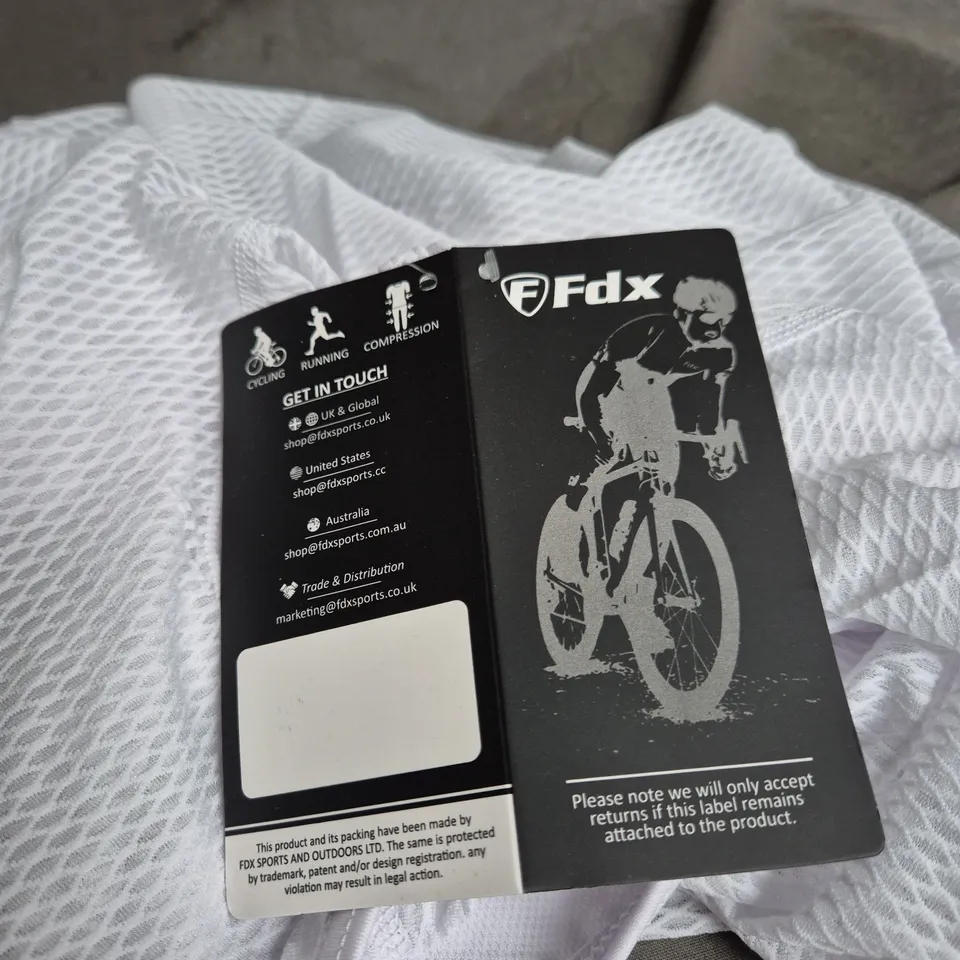 CYCLING
RUNNING
COMPRESSION
GET IN TOUCH
UK & Global
shop@fdxsports.co.uk
United States
shop@fdxsports.cc
Australia
shop@fdxsports.com.au
Trade & Distribution
marketing@fdxsports.co.uk
This product and its packing have been made by
FDX SPORTS AND OUTDOORS LTD. The same is protected
by trademark, patent and/or design registration. any
violation may result in legal action.
F Fdx
Please note we will only accept
returns if this label remains
attached to the product.